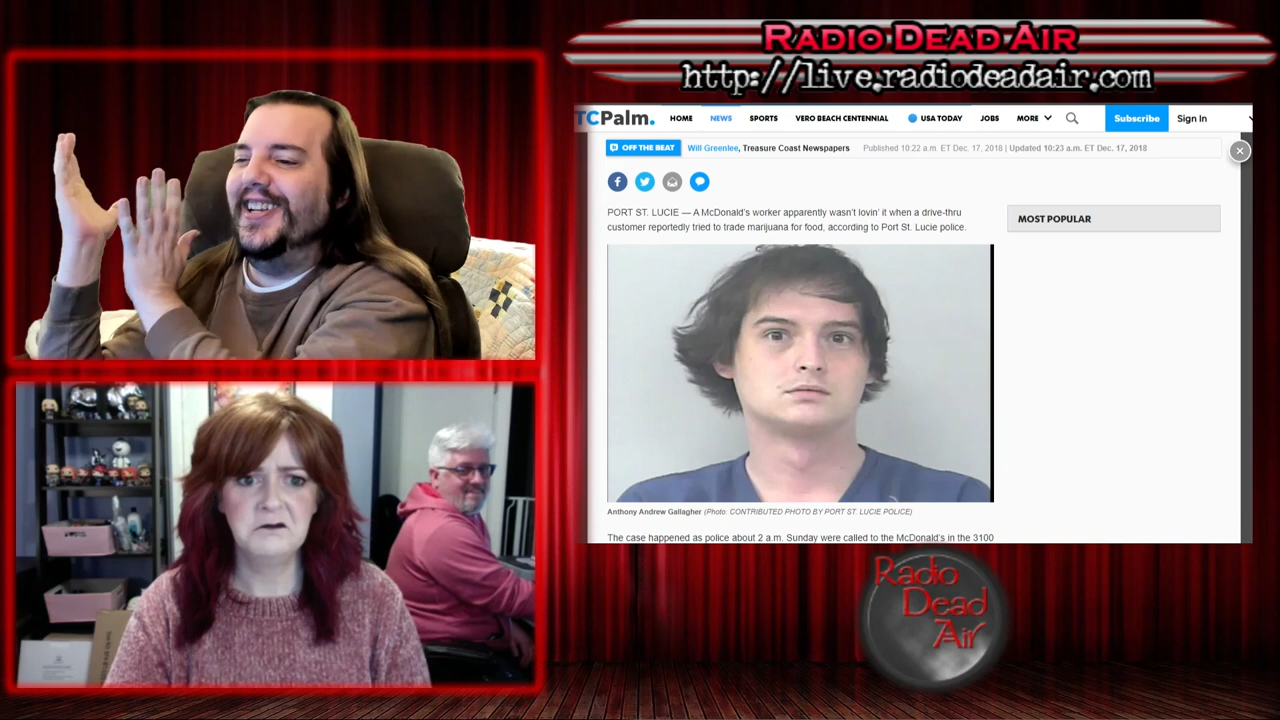 Radio Dead Air
http://live.radiodeadair.com
TCPalm.
HOME
NEWS
SPORTS
VERO BEACH CENTENNIAL
USA TODAY
JOBS
MORE
Subscribe
Sign In
OFF THE BEAT
Will Greenlee, Treasure Coast Newspapers
Published 10:22 a.m. ET Dec. 17, 2018 | Updated 10:23 a.m. ET Dec. 17, 2018
PORT ST. LUCIE — A McDonald's worker apparently wasn't lovin' it when a drive-thru
customer reportedly tried to trade marijuana for food, according to Port St. Lucie police.
MOST POPULAR
Anthony Andrew Gallagher (Photo: CONTRIBUTED PHOTO BY PORT ST. LUCIE POLICE)
The case happened as police about 2 a.m. Sunday were called to the McDonald's in the 3100
Radio
Dead
Air